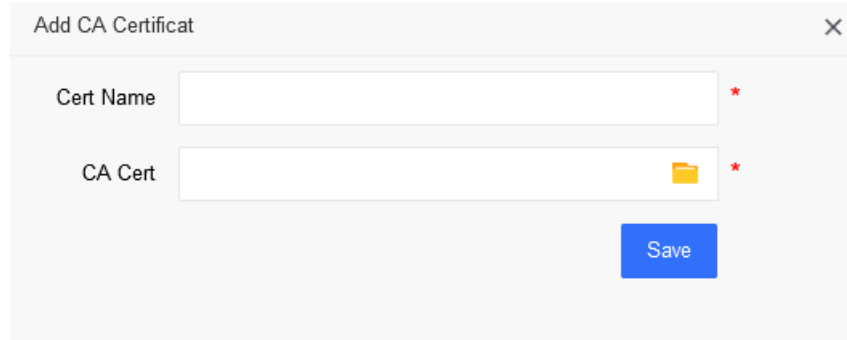 Add CA Certificat
Cert Name *
CA Cert *
Save